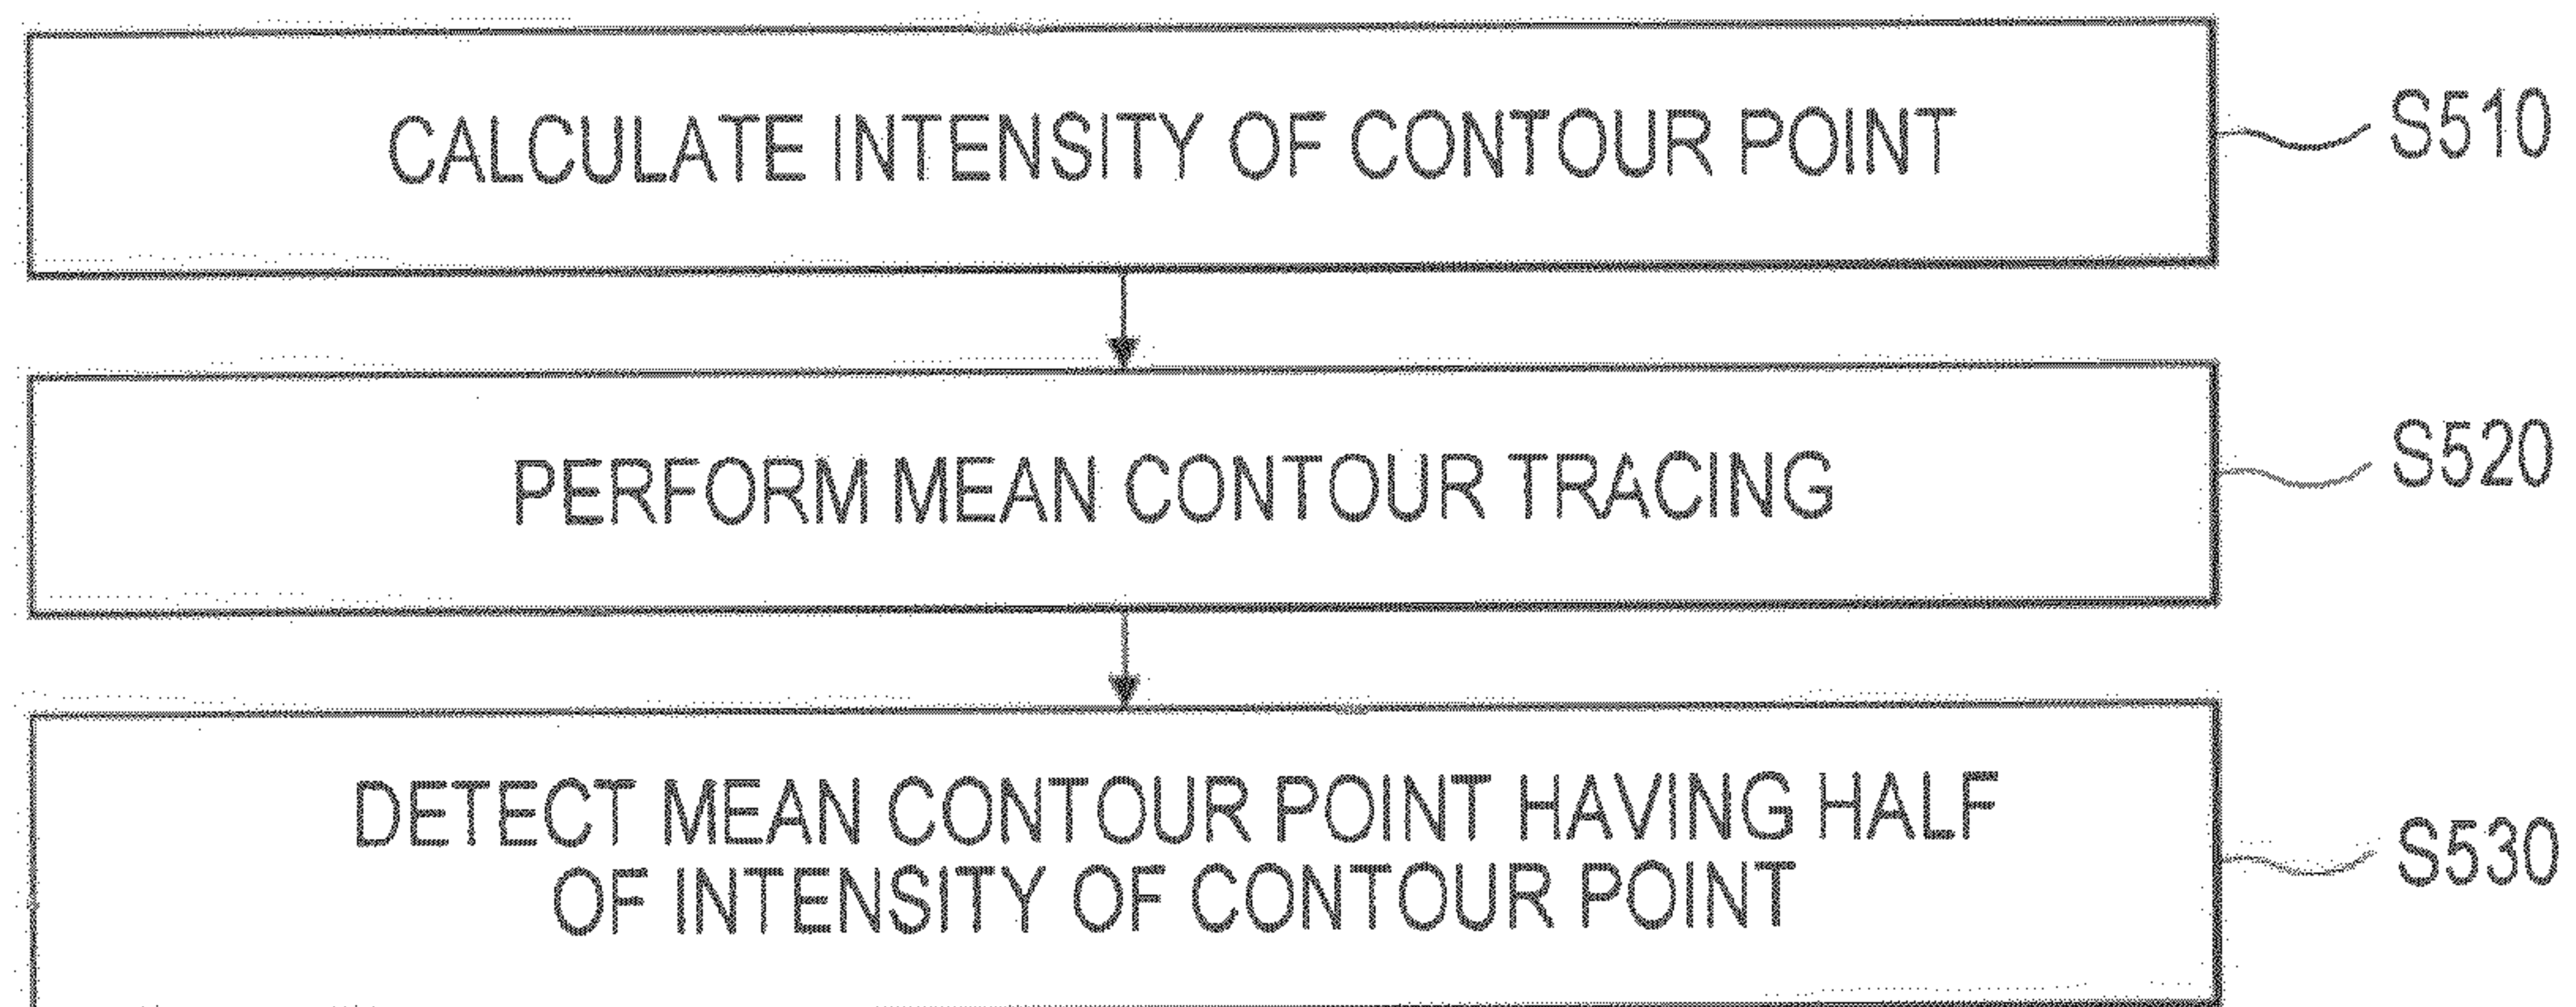 CALCULATE INTENSITY OF CONTOUR POINT
S510
PERFORM MEAN CONTOUR TRACING
S520
DETECT MEAN CONTOUR POINT HAVING HALF
OF INTENSITY OF CONTOUR POINT
S530